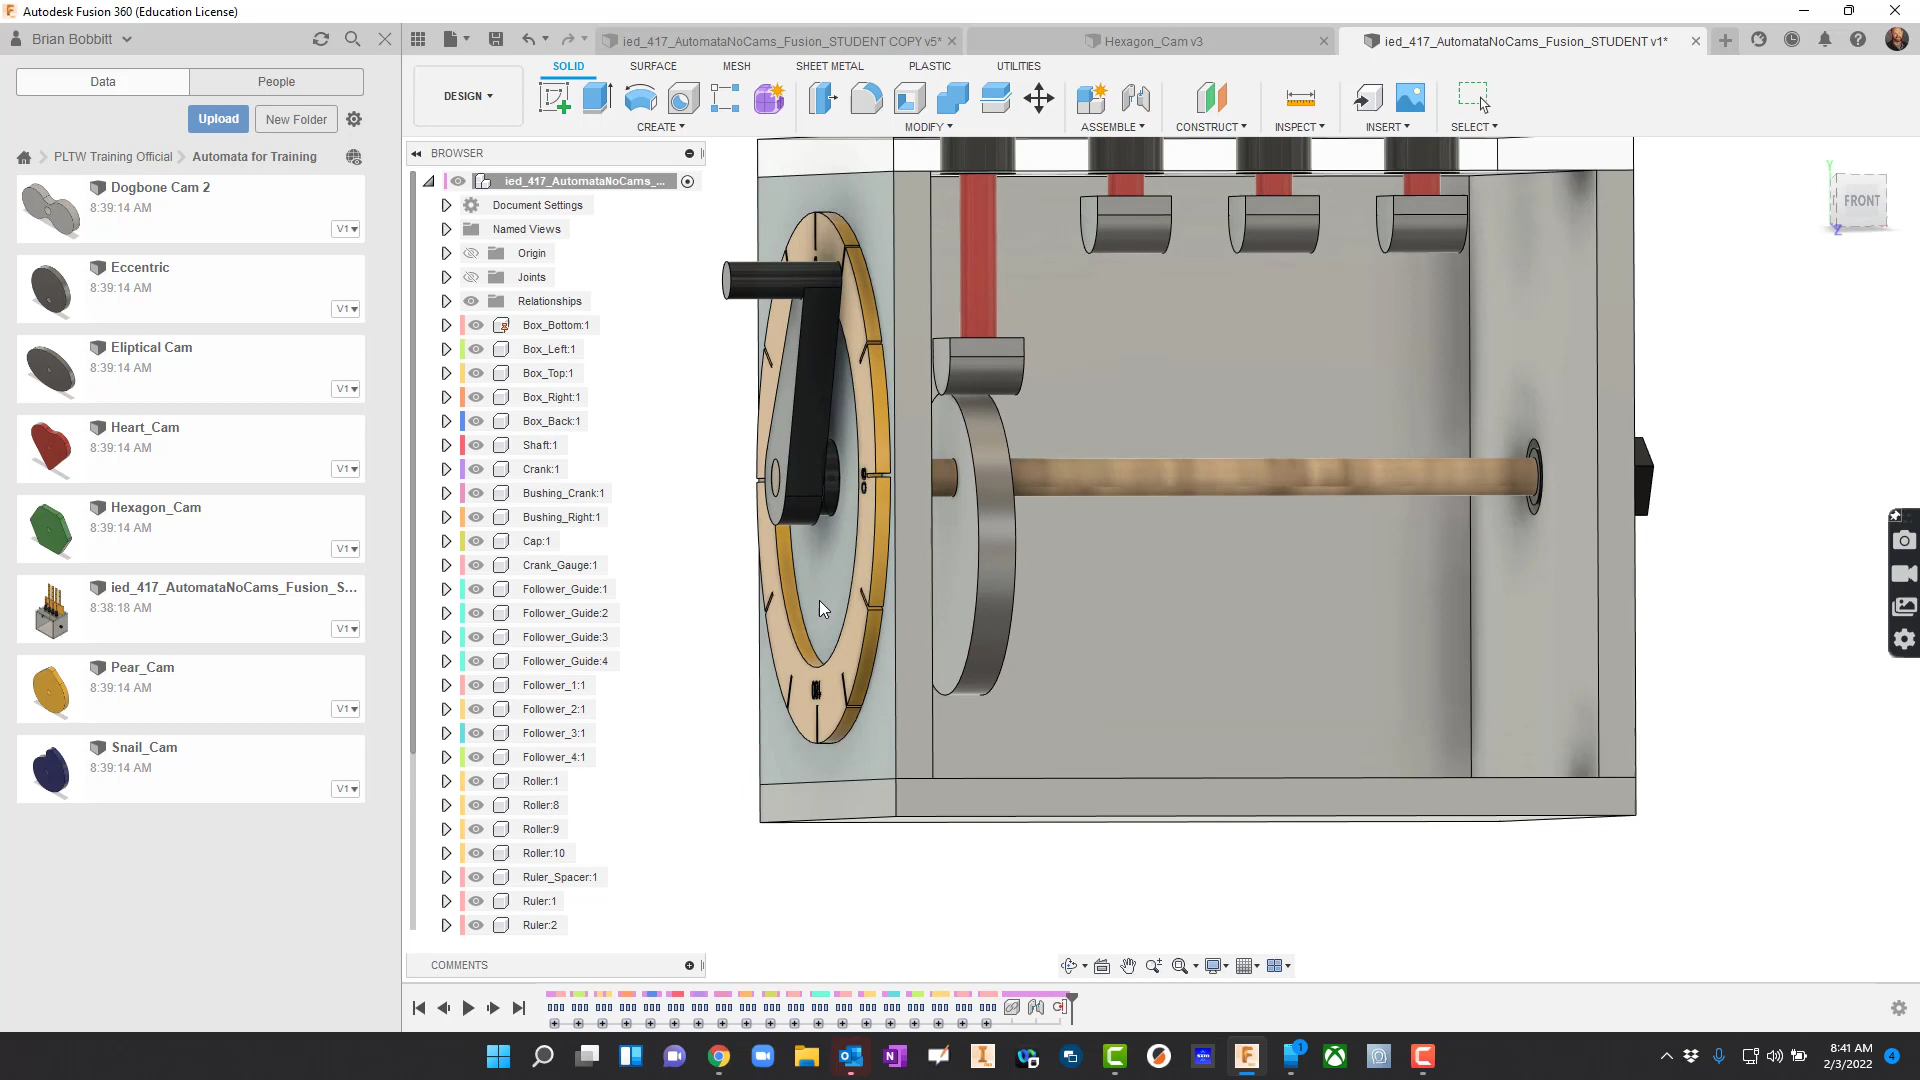 Autodesk Fusion 360 (Education License)
Brian Bobbitt
ied_417_AutomataNoCams_Fusion_STUDENT COPY v5*
Hexagon_Cam v3
ied_417_AutomataNoCams_Fusion_STUDENT v1*
Data
People
Upload
New Folder
PLTW Training Official
Automata for Training
Dogbone Cam 2
8:39:14 AM
V1
Eccentric
8:39:14 AM
V1
Eliptical Cam
8:39:14 AM
V1
Heart_Cam
8:39:14 AM
V1
Hexagon_Cam
8:39:14 AM
V1
ied_417_AutomataNoCams_Fusion_S...
8:38:18 AM
V1
Pear_Cam
8:39:14 AM
V1
Snail_Cam
8:39:14 AM
V1
DESIGN
SOLID
SURFACE
MESH
SHEET METAL
PLASTIC
UTILITIES
CREATE
MODIFY
ASSEMBLE
CONSTRUCT
INSPECT
INSERT
SELECT
BROWSER
ied_417_AutomataNoCams_...
Document Settings
Named Views
Origin
Joints
Relationships
Box_Bottom:1
Box_Left:1
Box_Top:1
Box_Right:1
Box_Back:1
Shaft:1
Crank:1
Bushing_Crank:1
Bushing_Right:1
Cap:1
Crank_Gauge:1
Follower_Guide:1
Follower_Guide:2
Follower_Guide:3
Follower_Guide:4
Follower_1:1
Follower_2:1
Follower_3:1
Follower_4:1
Roller:1
Roller:8
Roller:9
Roller:10
Ruler_Spacer:1
Ruler:1
Ruler:2
COMMENTS
FRONT
Y
Z
8:41 AM
2/3/2022
4
1